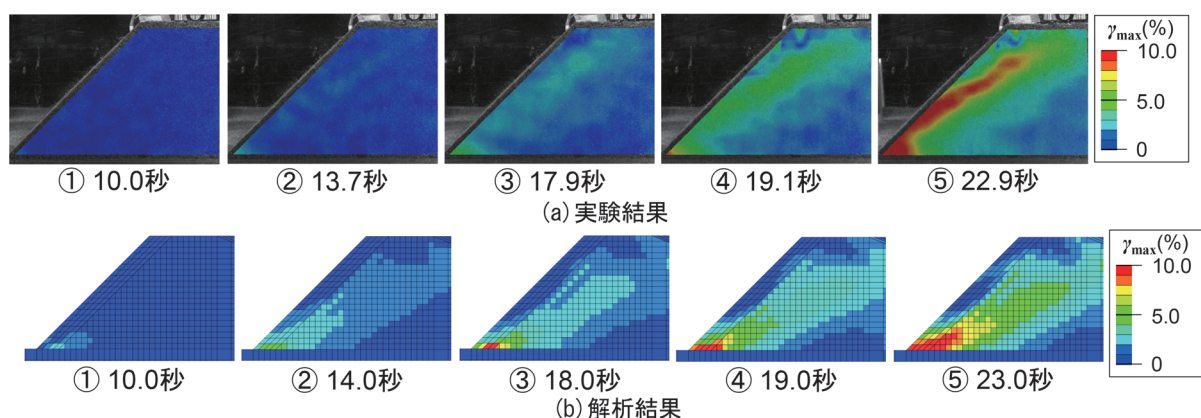 γmax(%)
10.0
5.0
0
① 10.0秒
② 13.7秒
③ 17.9秒
④ 19.1秒
⑤ 22.9秒
(a) 実験結果
γmax(%)
10.0
5.0
0
① 10.0秒
② 14.0秒
③ 18.0秒
④ 19.0秒
⑤ 23.0秒
(b) 解析結果